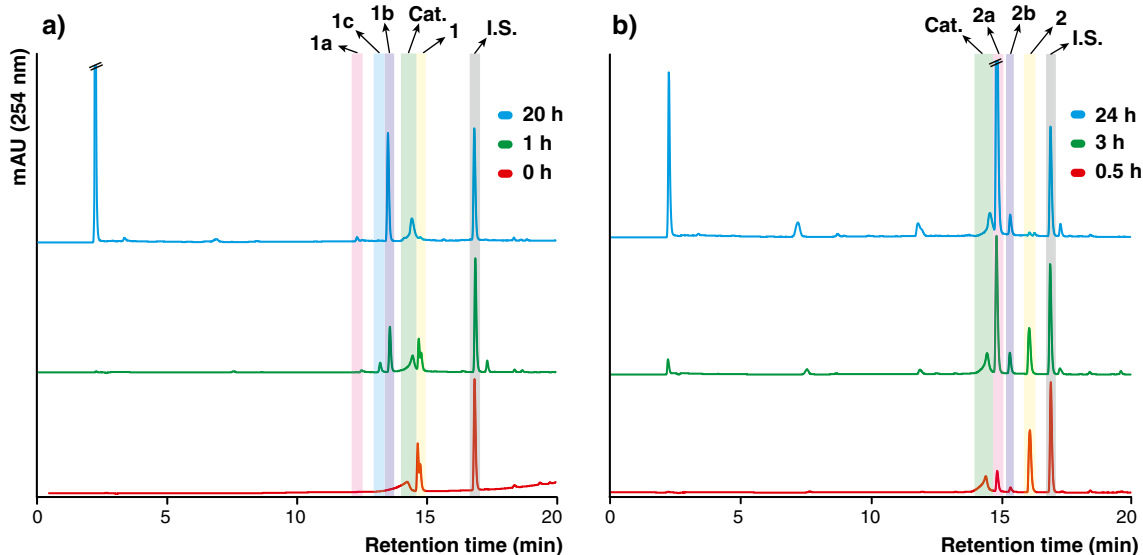 a)
1a
1c
1b
Cat.
1
I.S.
20 h
1 h
0 h
mAU (254 nm)
0
5
10
15
20
Retention time (min)
b)
Cat.
2a
2b
2
I.S.
24 h
3 h
0.5 h
0
5
10
15
20
Retention time (min)